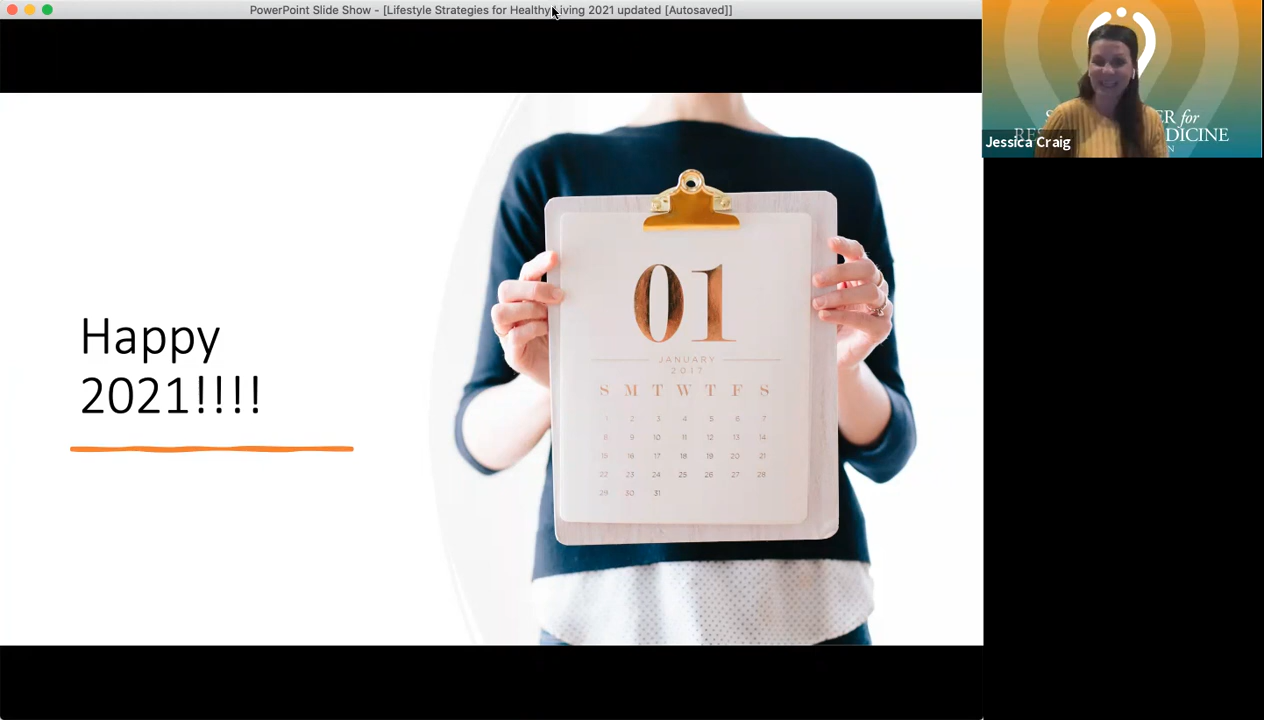 PowerPoint Slide Show - [Lifestyle Strategies for Healthy Living 2021 updated [Autosaved]]
Happy
2021!!!!
01
JANUARY
2017
S M T W T F S
1 2 3 4 5 6 7
8 9 10 11 12 13 14
15 16 17 18 19 20 21
22 23 24 25 26 27 28
29 30 31
ER for
DICINE
N
Jessica Craig